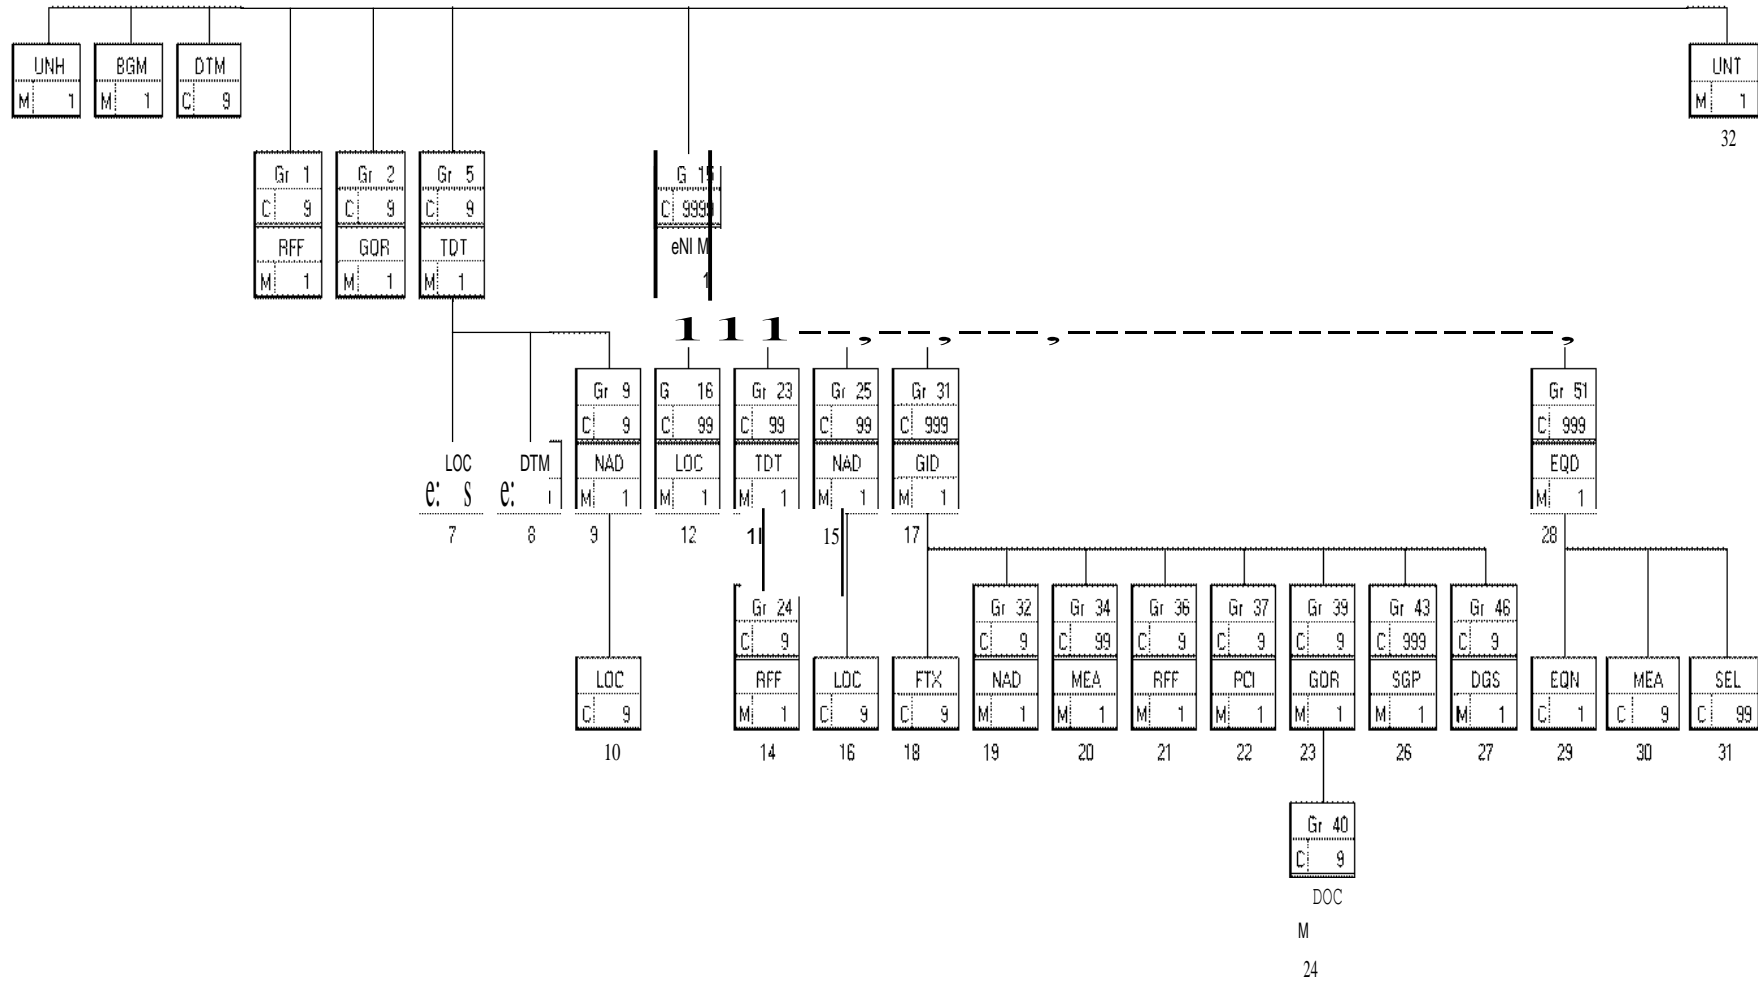 UNH BGM DTM UNT
M 1 M 1 C 9 M 1
32
Gr 1 Gr 2 Gr 5 G 15
C 9 C 9 C 9 C 9999
RFF GOR TDT eNI M
M 1 M 1 M 1 1
1 1 1 – – , – – , – – – , – – – – – – – – – – – – – – – – ,
Gr 9 G 16 Gr 23 Gr 25 Gr 31 Gr 51
C 9 C 99 C 99 C 99 C 999 C 999
LOC DTM NAD LOC TDT NAD GID EQD
e: s e: M 1 M 1 M 1 M 1 M 1 M 1
7 8 9 12 15 17 28
Gr 24 Gr 32 Gr 34 Gr 36 Gr 37 Gr 39 Gr 43 Gr 46
C 9 C 9 C 99 C 9 C 9 C 9 C 999 C 9
LOC RFF LOC FTX NAD MEA RFF PCI GOR SGP DGS EQN MEA SEL
C 9 M 1 C 9 C 9 M 1 M 1 M 1 M 1 M 1 M 1 M 1 C 1 C 9 C 99
10 14 16 18 19 20 21 22 23 26 27 29 30 31
Gr 40
C 9
DOC
M
24